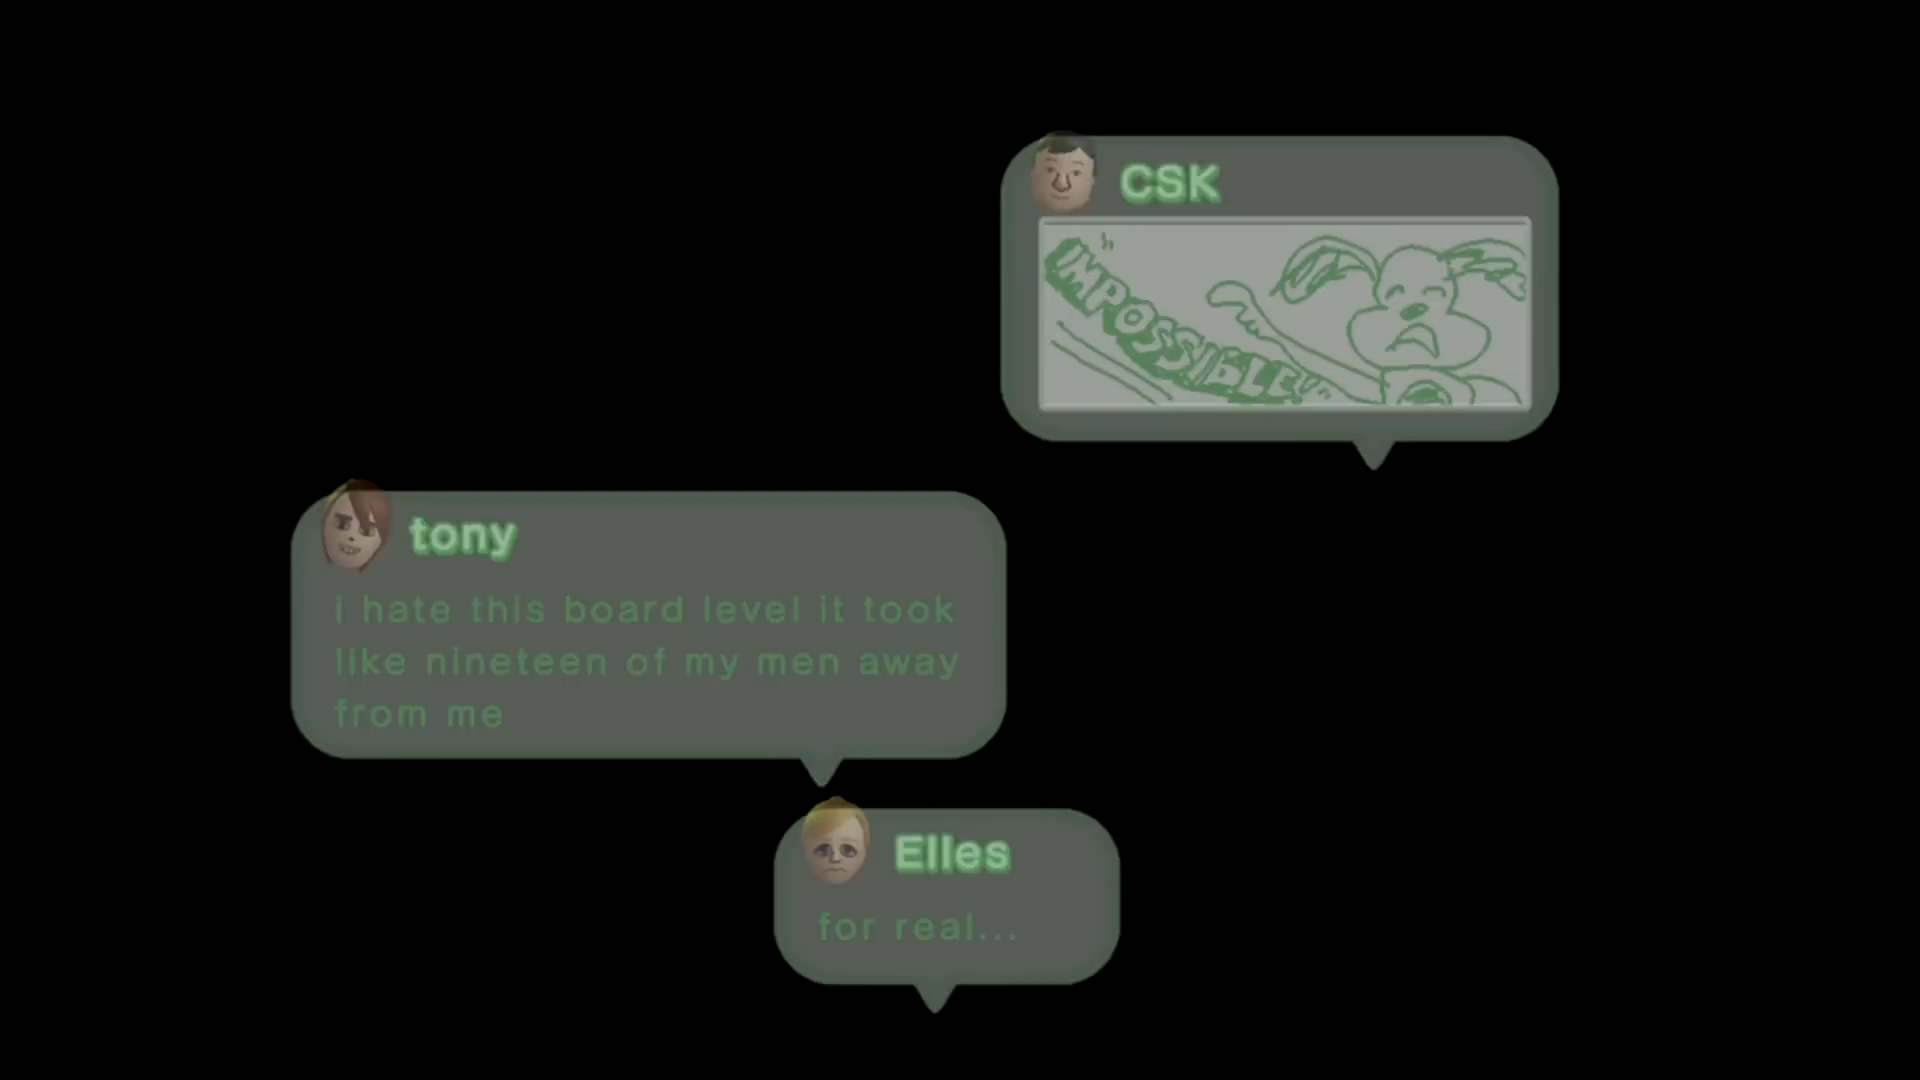 CSK
IMPOSSIBLE
tony
i hate this board level it took
like nineteen of my men away
from me
Elles
for real...